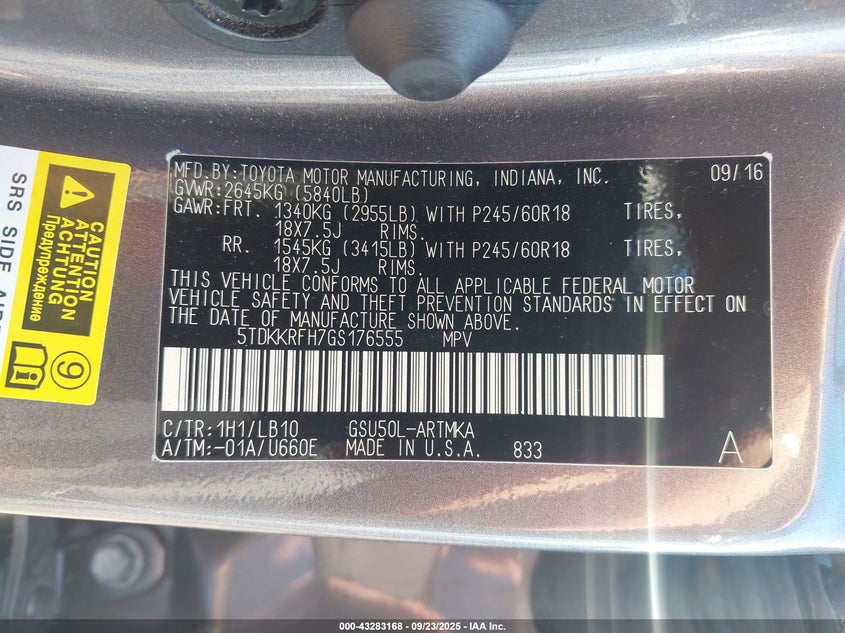 MFD.BY:TOYOTA MOTOR MANUFACTURING, INDIANA, INC. 09/16
GVWR:2645KG (5840LB)
GAWR:FRT. 1340KG (2955LB) WITH P245/60R18 TIRES,
18X7.5J RIMS.
RR. 1545KG (3415LB) WITH P245/60R18 TIRES,
18X7.5J RIMS.
THIS VEHICLE CONFORMS TO ALL APPLICABLE FEDERAL MOTOR
VEHICLE SAFETY AND THEFT PREVENTION STANDARDS IN EFFECT ON
THE DATE OF MANUFACTURE SHOWN ABOVE.
5TDKKRFH7GS176555 MPV
C/TR:1H1/LB10 GSU50L-ARTMKA
A/TM:-01A/U660E MADE IN U.S.A. 833 A
CAUTION
ATTENTION
ACHTUNG
Предупреждение
9
SRS SIDE
000-43283168 - 09/23/2025 - IAA Inc.